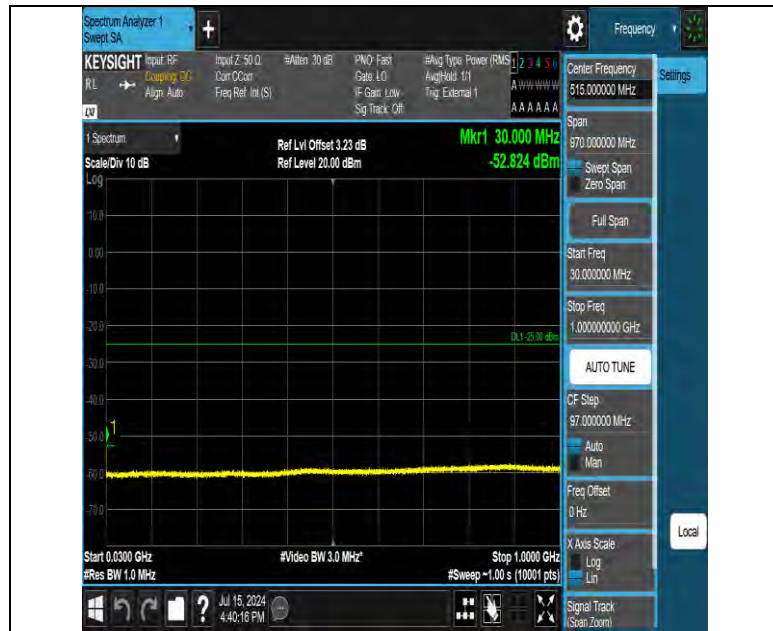 Spectrum Analyzer 1
Swept SA
+
Frequency
KEYSIGHT
RL
LXI
Input: RF
Coupling: DC
Align: Auto
Input Z: 50 Ω
Corr CCorr
Freq Ref: Int (S)
#Atten: 30 dB
PNO: Fast
Gate: LO
IF Gain: Low
Sig Track: Off
#Avg Type: Power (RMS
Avg|Hold: 1/1
Trig: External 1
1 2 3 4 5 6
A W W W W W
A A A A A A
Settings
1 Spectrum
Scale/Div 10 dB
Log
Ref Lvl Offset 3.23 dB
Ref Level 20.00 dBm
Mkr1 30.000 MHz
-52.824 dBm
10.0
0.00
-10.0
-20.0
-30.0
-40.0
-50.0
-60.0
-70.0
DL1 -25.00 dBm
1
Start 0.0300 GHz
#Res BW 1.0 MHz
#Video BW 3.0 MHz*
Stop 1.0000 GHz
#Sweep ~1.00 s (10001 pts)
Center Frequency
515.000000 MHz
Span
970.000000 MHz
Swept Span
Zero Span
Full Span
Start Freq
30.000000 MHz
Stop Freq
1.000000000 GHz
AUTO TUNE
CF Step
97.000000 MHz
Auto
Man
Freq Offset
0 Hz
X Axis Scale
Log
Lin
Signal Track
(Span Zoom)
Local
?
Jul 15, 2024
4:40:16 PM